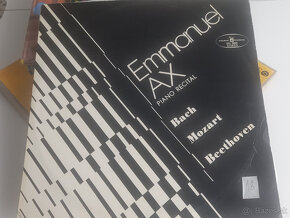 Emmanuel
AX
PIANO RECITAL
Bach
Mozart
Beethoven